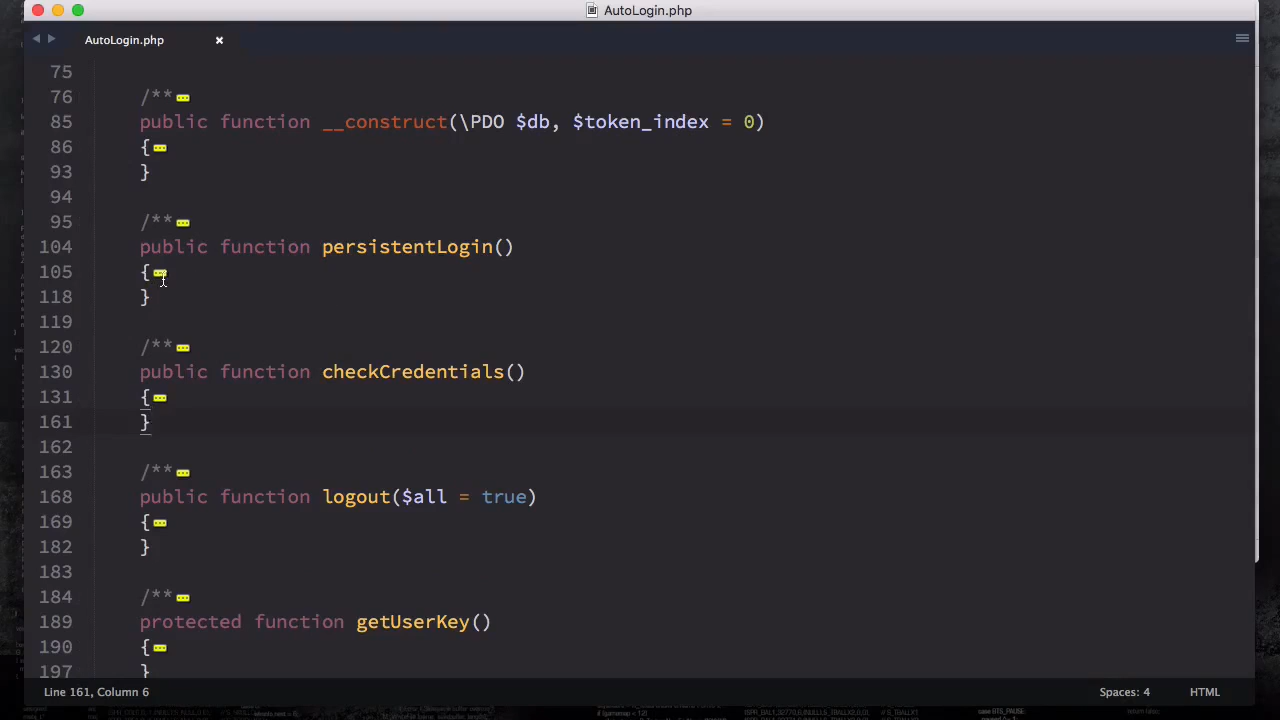 AutoLogin.php
AutoLogin.php ×
75
76 /**
85 public function __construct(\PDO $db, $token_index = 0)
86 {
93 }
94
95 /**
104 public function persistentLogin()
105 {
118 }
119
120 /**
130 public function checkCredentials()
131 {
161 }
162
163 /**
168 public function logout($all = true)
169 {
182 }
183
184 /**
189 protected function getUserKey()
190 {
197 }
Line 161, Column 6 Spaces: 4 HTML